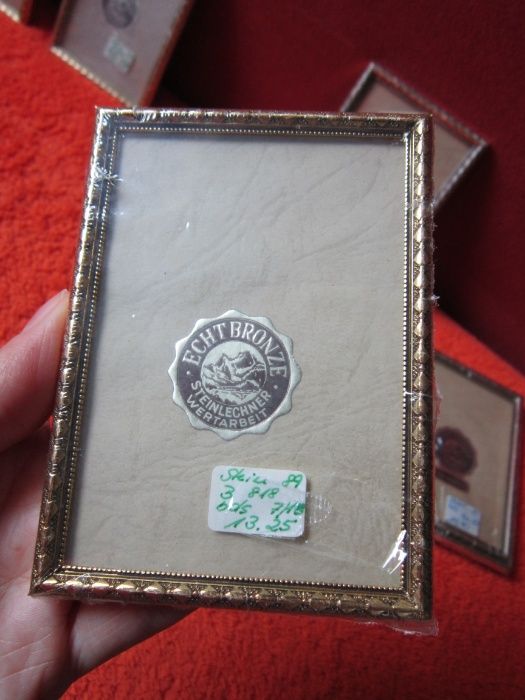 ECHT BRONZE
STEINLECHNER
WERTARBEIT
Stein 89
3 818
13.25